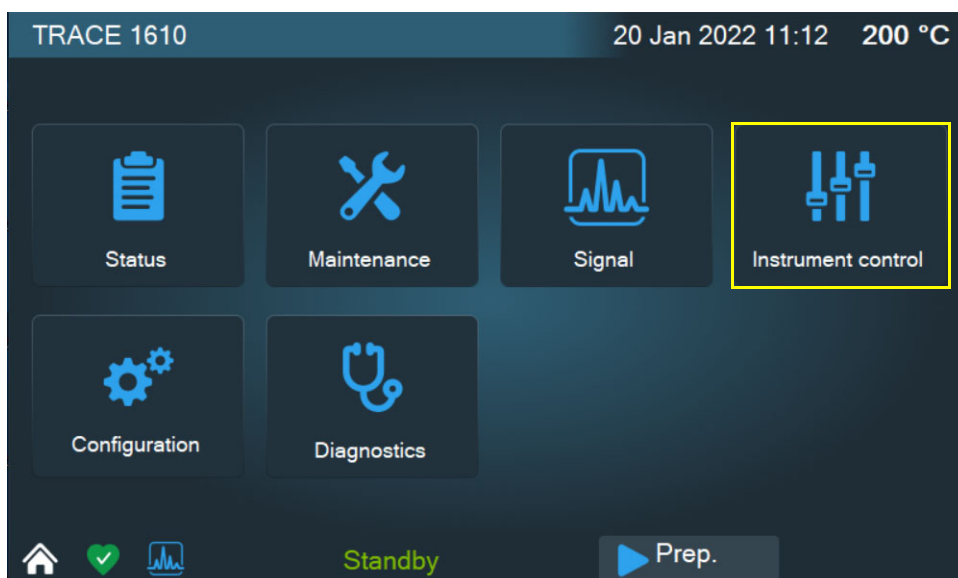 TRACE 1610 20 Jan 2022 11:12 200 °C
Status Maintenance Signal Instrument control
Configuration Diagnostics
Standby Prep.